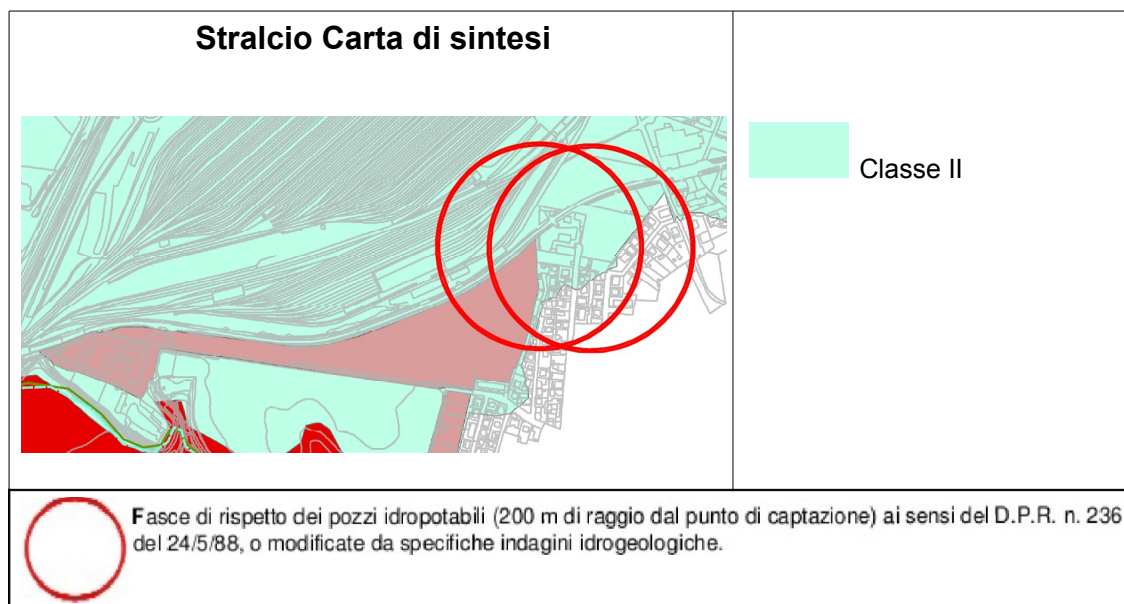 Stralcio Carta di sintesi
Classe II
Fasce di rispetto dei pozzi idropotabili (200 m di raggio dal punto di captazione) ai sensi del D.P.R. n. 236
del 24/5/88, o modificate da specifiche indagini idrogeologiche.